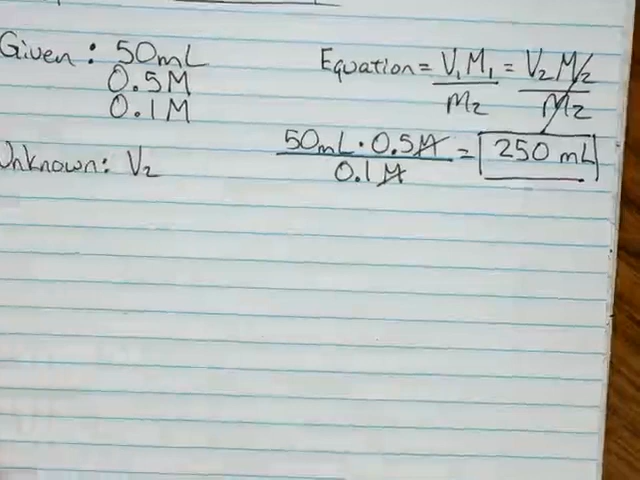 Given: 50mL
0.5M
0.1M
Equation = V₁M₁ = V₂M₂
M₂ M₂
Unknown: V₂
50mL · 0.5M = 250 mL
0.1M